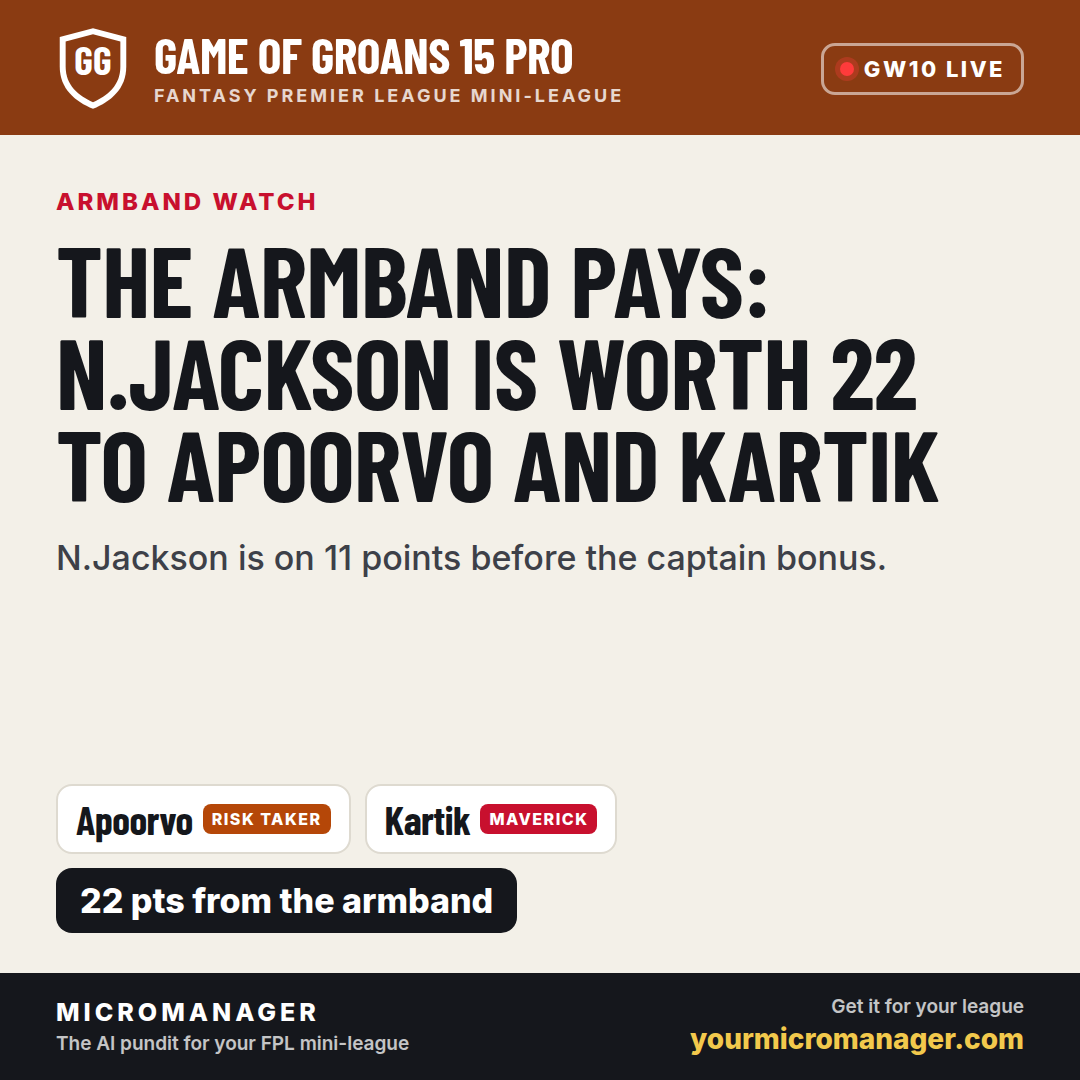 GG
GAME OF GROANS 15 PRO
FANTASY PREMIER LEAGUE MINI-LEAGUE
GW10 LIVE
ARMBAND WATCH
THE ARMBAND PAYS:
N.JACKSON IS WORTH 22
TO APOORVO AND KARTIK
N.Jackson is on 11 points before the captain bonus.
Apoorvo RISK TAKER
Kartik MAVERICK
22 pts from the armband
MICROMANAGER
The AI pundit for your FPL mini-league
Get it for your league
yourmicromanager.com